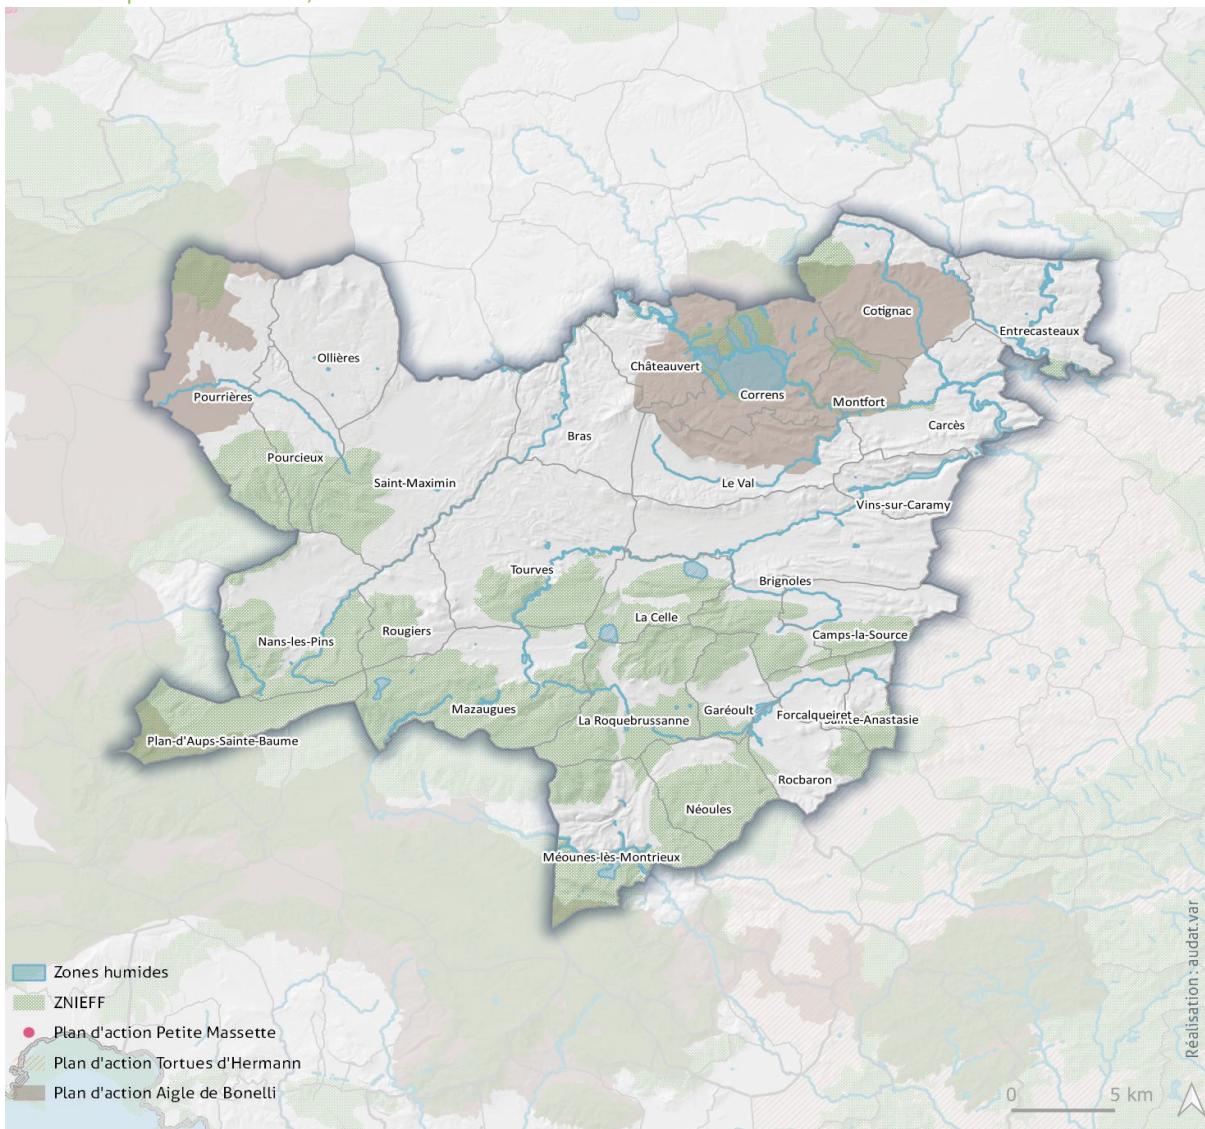 Cotignac
Entrecasteaux
Ollières
Châteauvert
Correns
Pourrières
Montfort
Carcès
Bras
Pourcieux
Saint-Maximin
Le Val
Vins-sur-Caramy
Tourves
Brignoles
La Celle
Rougiers
Camps-la-Source
Nans-les-Pins
Mazaugues
Garéoult
Forcalqueiret
La Roquebrussanne
nte-Anastasie
Plan-d'Aups-Sainte-Baume
Rocbaron
Néoules
Méounes-lès-Montrieux
Zones humides
ZNIEFF
Plan d'action Petite Massette
Plan d'action Tortues d'Hermann
Plan d'action Aigle de Bonelli
0 5 km
Réalisation : audat.var